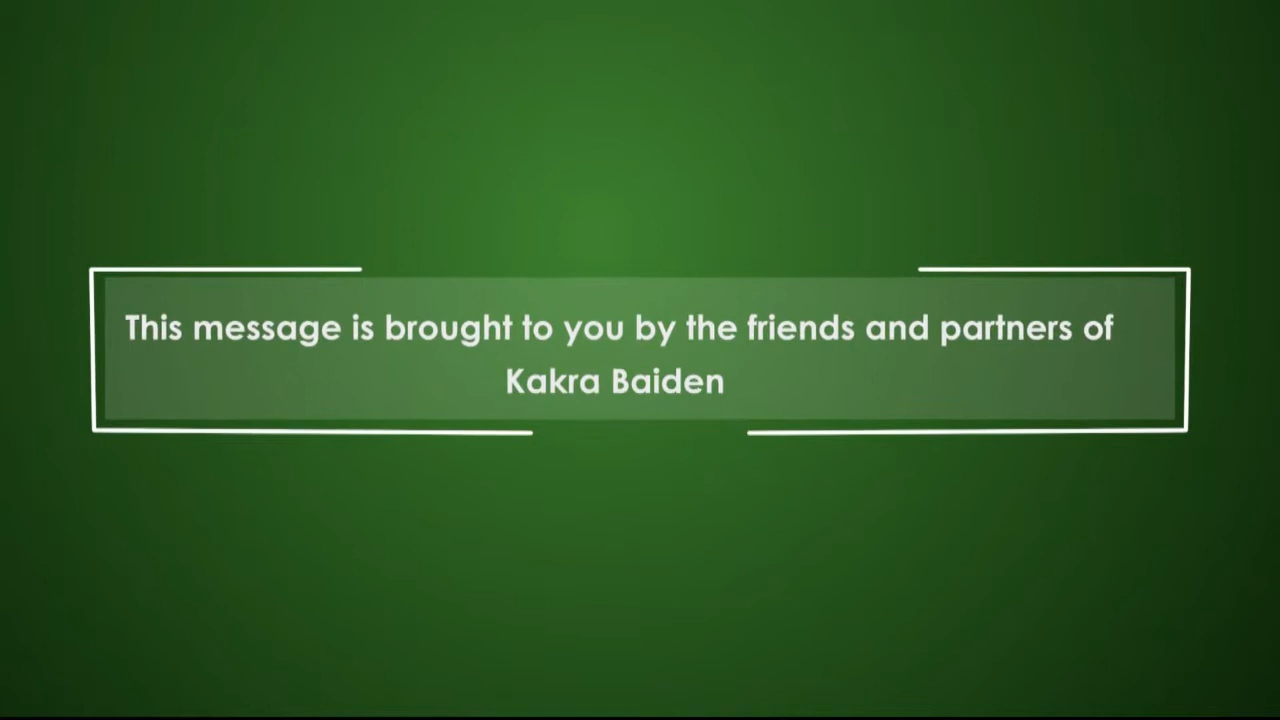 This message is brought to you by the friends and partners of
Kakra Baiden